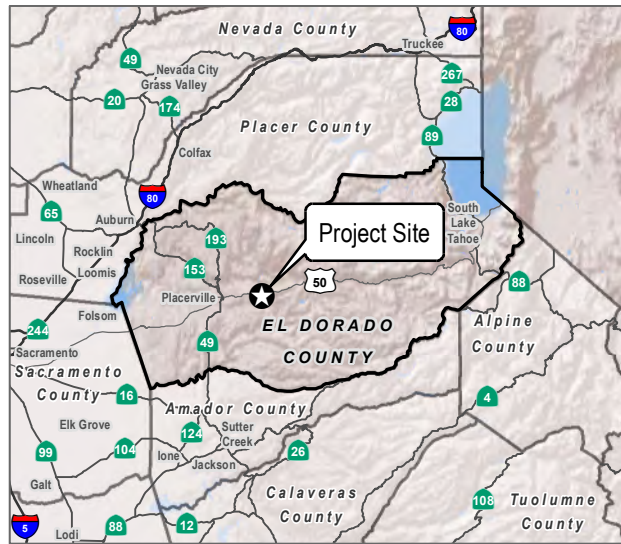 Nevada County
80
Truckee
49
Nevada City
Grass Valley
267
20
174
28
Placer County
89
Colfax
Wheatland
80
65
Auburn
South
Lake
Tahoe
193
Project Site
Lincoln
Rocklin
Loomis
153
50
88
Roseville
Placerville
Folsom
EL DORADO
COUNTY
Alpine
County
244
49
Sacramento
Sacramento
County
16
Amador County
4
Elk Grove
124
Sutter
Creek
99
104
Ione
26
Jackson
Galt
Calaveras
County
108
Tuolumne
County
5
Lodi
88
12